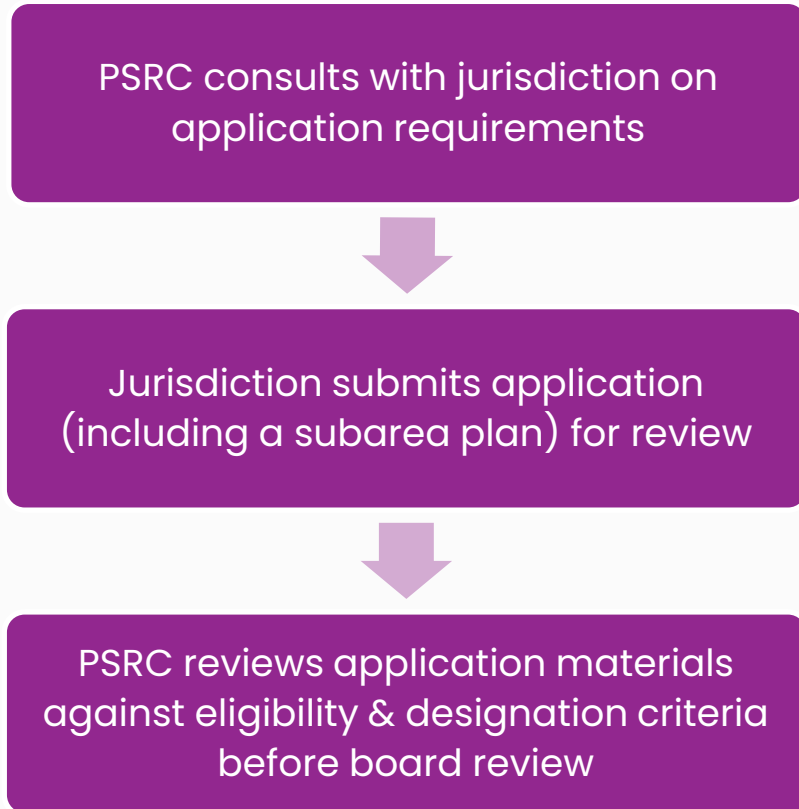 PSRC consults with jurisdiction on
application requirements
Jurisdiction submits application
(including a subarea plan) for review
PSRC reviews application materials
against eligibility & designation criteria
before board review